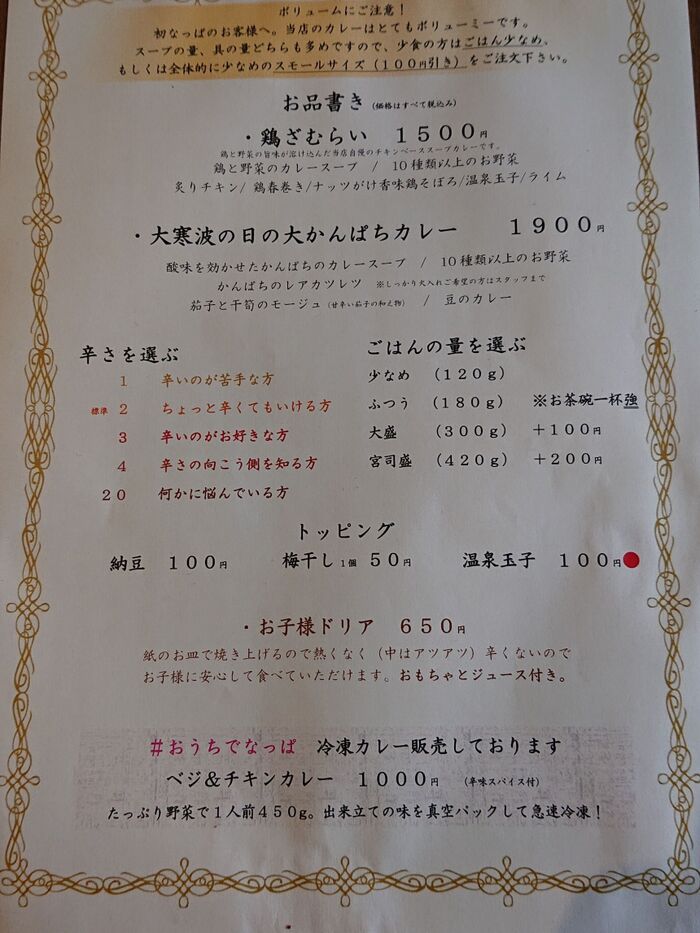 ボリュームにご注意！
初なっぱのお客様へ。当店のカレーはとてもボリューミーです。
スープの量、具の量どちらも多めですので、少食の方はごはん少なめ、
もしくは全体的に少なめのスモールサイズ（100円引き）をご注文下さい。
お品書き（価格はすべて税込み）
・鶏ざむらい　１５００円
鶏と野菜の旨味が溶け込んだ当店自慢のチキンベーススープカレーです。
鶏と野菜のカレースープ　/　10種類以上のお野菜
炙りチキン/ 鶏春巻き/ナッツがけ香味鶏そぼろ/温泉玉子/ライム
・大寒波の日の大かんぱちカレー　１９００円
酸味を効かせたかんぱちのカレースープ　/　10種類以上のお野菜
かんぱちのレアカツレツ　※しっかり火入れご希望の方はスタッフまで
茄子と干筍のモージュ（甘辛い茄子の和え物）　/　豆のカレー
辛さを選ぶ
１　辛いのが苦手な方
標準 ２　ちょっと辛くてもいける方
３　辛いのがお好きな方
４　辛さの向こう側を知る方
２０　何かに悩んでいる方
ごはんの量を選ぶ
少なめ　（１２０ｇ）
ふつう　（１８０ｇ）　※お茶碗一杯強
大盛　（３００ｇ）　＋１００円
宮司盛　（４２０ｇ）　＋２００円
トッピング
納豆　１００円　梅干し１個　５０円　温泉玉子　１００円
・お子様ドリア　６５０円
紙のお皿で焼き上げるので熱くなく（中はアツアツ）辛くないので
お子様に安心して食べていただけます。おもちゃとジュース付き。
＃おうちでなっぱ　冷凍カレー販売しております
ベジ＆チキンカレー　１０００円　（辛味スパイス付）
たっぷり野菜で１人前４５０g。出来立ての味を真空パックして急速冷凍！